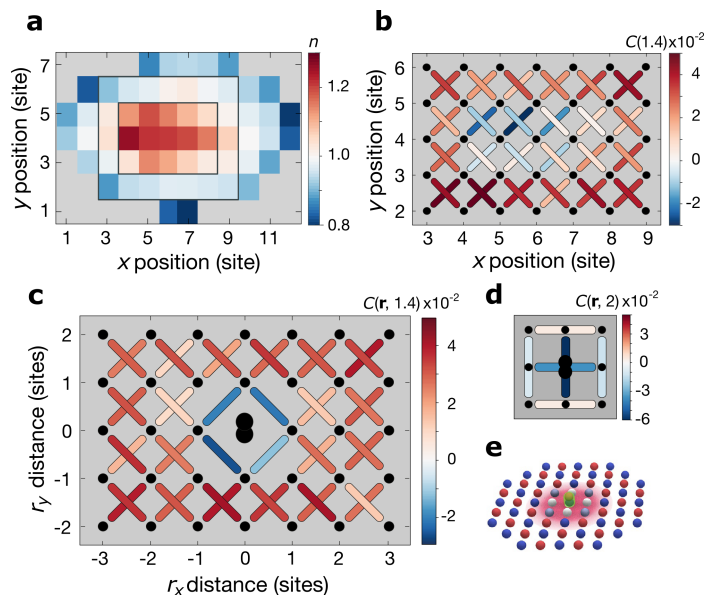 a
n
7
5
3
1
y position (site)
1 3 5 7 9 11
x position (site)
1.2
1.0
0.8
b
C(1.4)x10⁻²
6
5
4
3
2
y position (site)
3 4 5 6 7 8 9
x position (site)
4
2
0
-2
c
C(r, 1.4)x10⁻²
2
1
0
-1
-2
r_y distance (sites)
-3 -2 -1 0 1 2 3
r_x distance (sites)
4
2
0
-2
d
C(r, 2)x10⁻²
3
0
-3
-6
e